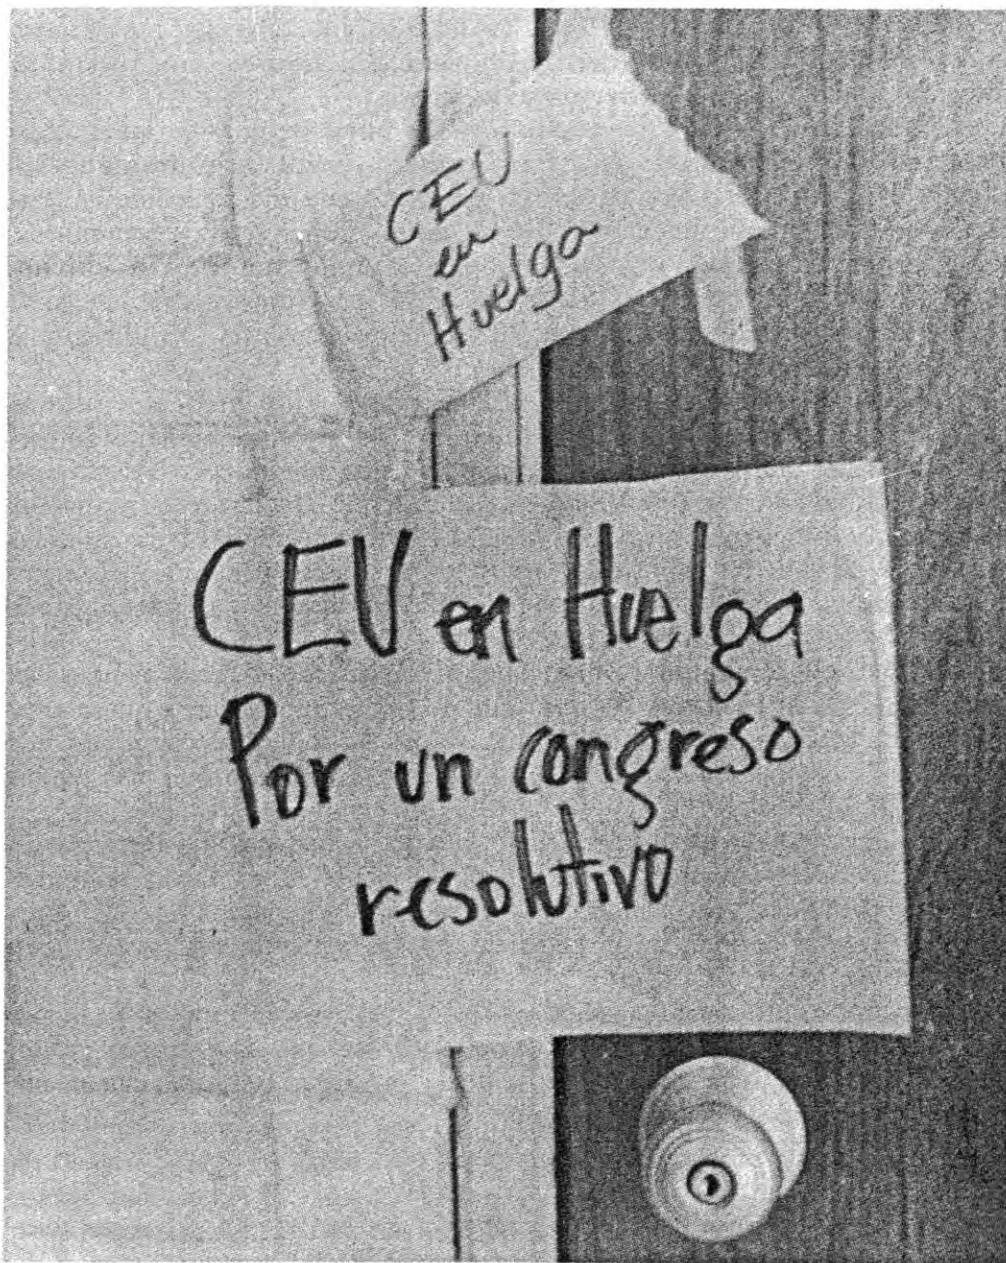 CEU
en
Huelga
CEU en Huelga
Por un congreso
resolutivo